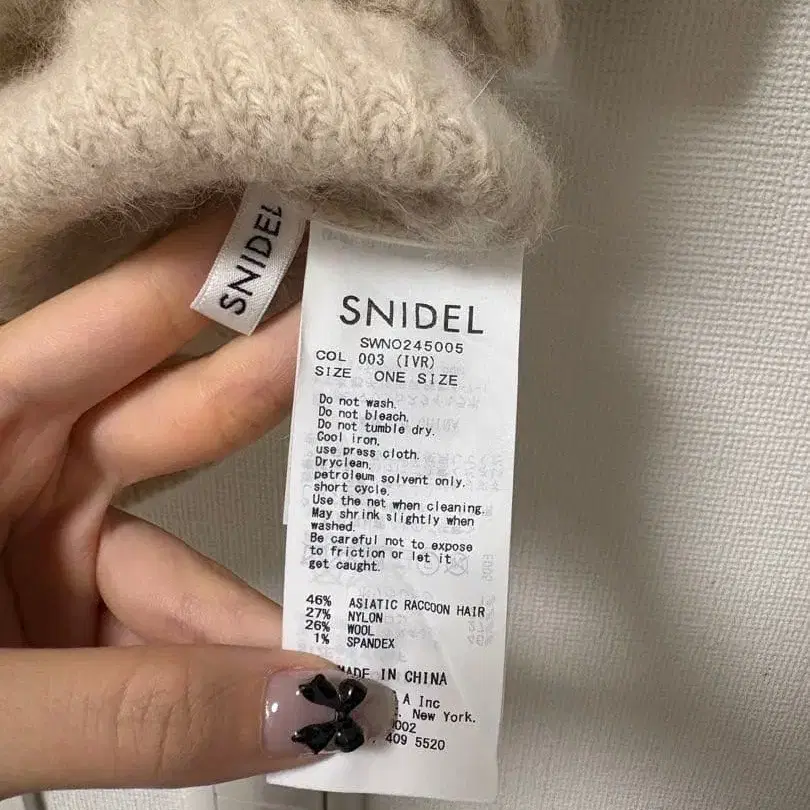 SNIDEL
SNIDEL
SWNO245005
COL 003 (IVR)
SIZE ONE SIZE
Do not wash.
Do not bleach.
Do not tumble dry.
Cool iron,
use press cloth.
Dryclean,
petroleum solvent only,
short cycle.
Use the net when cleaning.
May shrink slightly when
washed.
Be careful not to expose
to friction or let it
get caught.
46% ASIATIC RACCOON HAIR
27% NYLON
26% WOOL
1% SPANDEX
MADE IN CHINA
A Inc
. New York.
002
409 5520